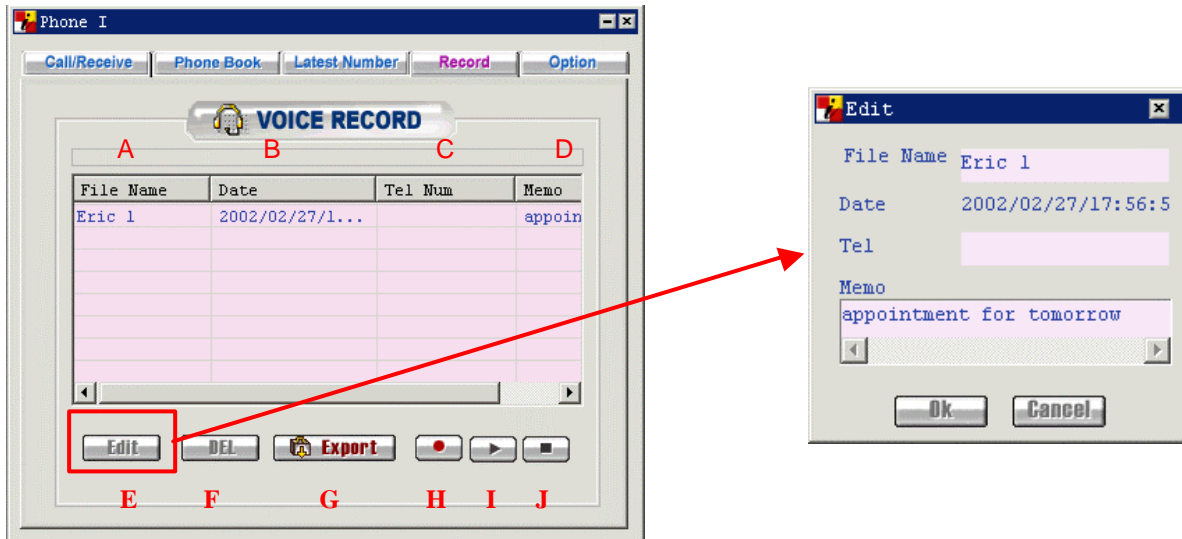 Phone I
Call/Receive Phone Book Latest Number Record Option
VOICE RECORD
A B C D
File Name Date Tel Num Memo
Eric 1 2002/02/27/1... appoin
Edit DEL Export
E F G H I J
Edit
File Name Eric 1
Date 2002/02/27/17:56:5
Tel
Memo
appointment for tomorrow
Ok Cancel